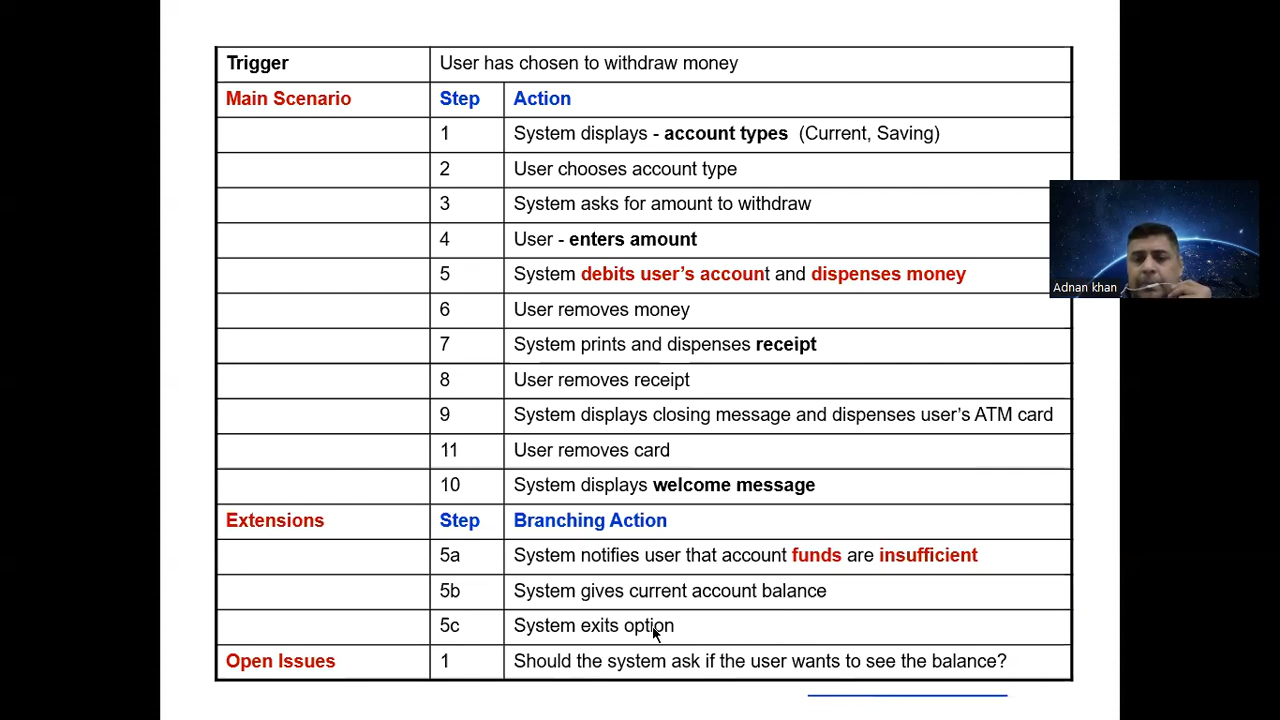 Trigger User has chosen to withdraw money
Main Scenario Step Action
1 System displays - account types (Current, Saving)
2 User chooses account type
3 System asks for amount to withdraw
4 User - enters amount
5 System debits user's account and dispenses money
6 User removes money
7 System prints and dispenses receipt
8 User removes receipt
9 System displays closing message and dispenses user's ATM card
11 User removes card
10 System displays welcome message
Extensions Step Branching Action
5a System notifies user that account funds are insufficient
5b System gives current account balance
5c System exits option
Open Issues 1 Should the system ask if the user wants to see the balance?
Adnan khan